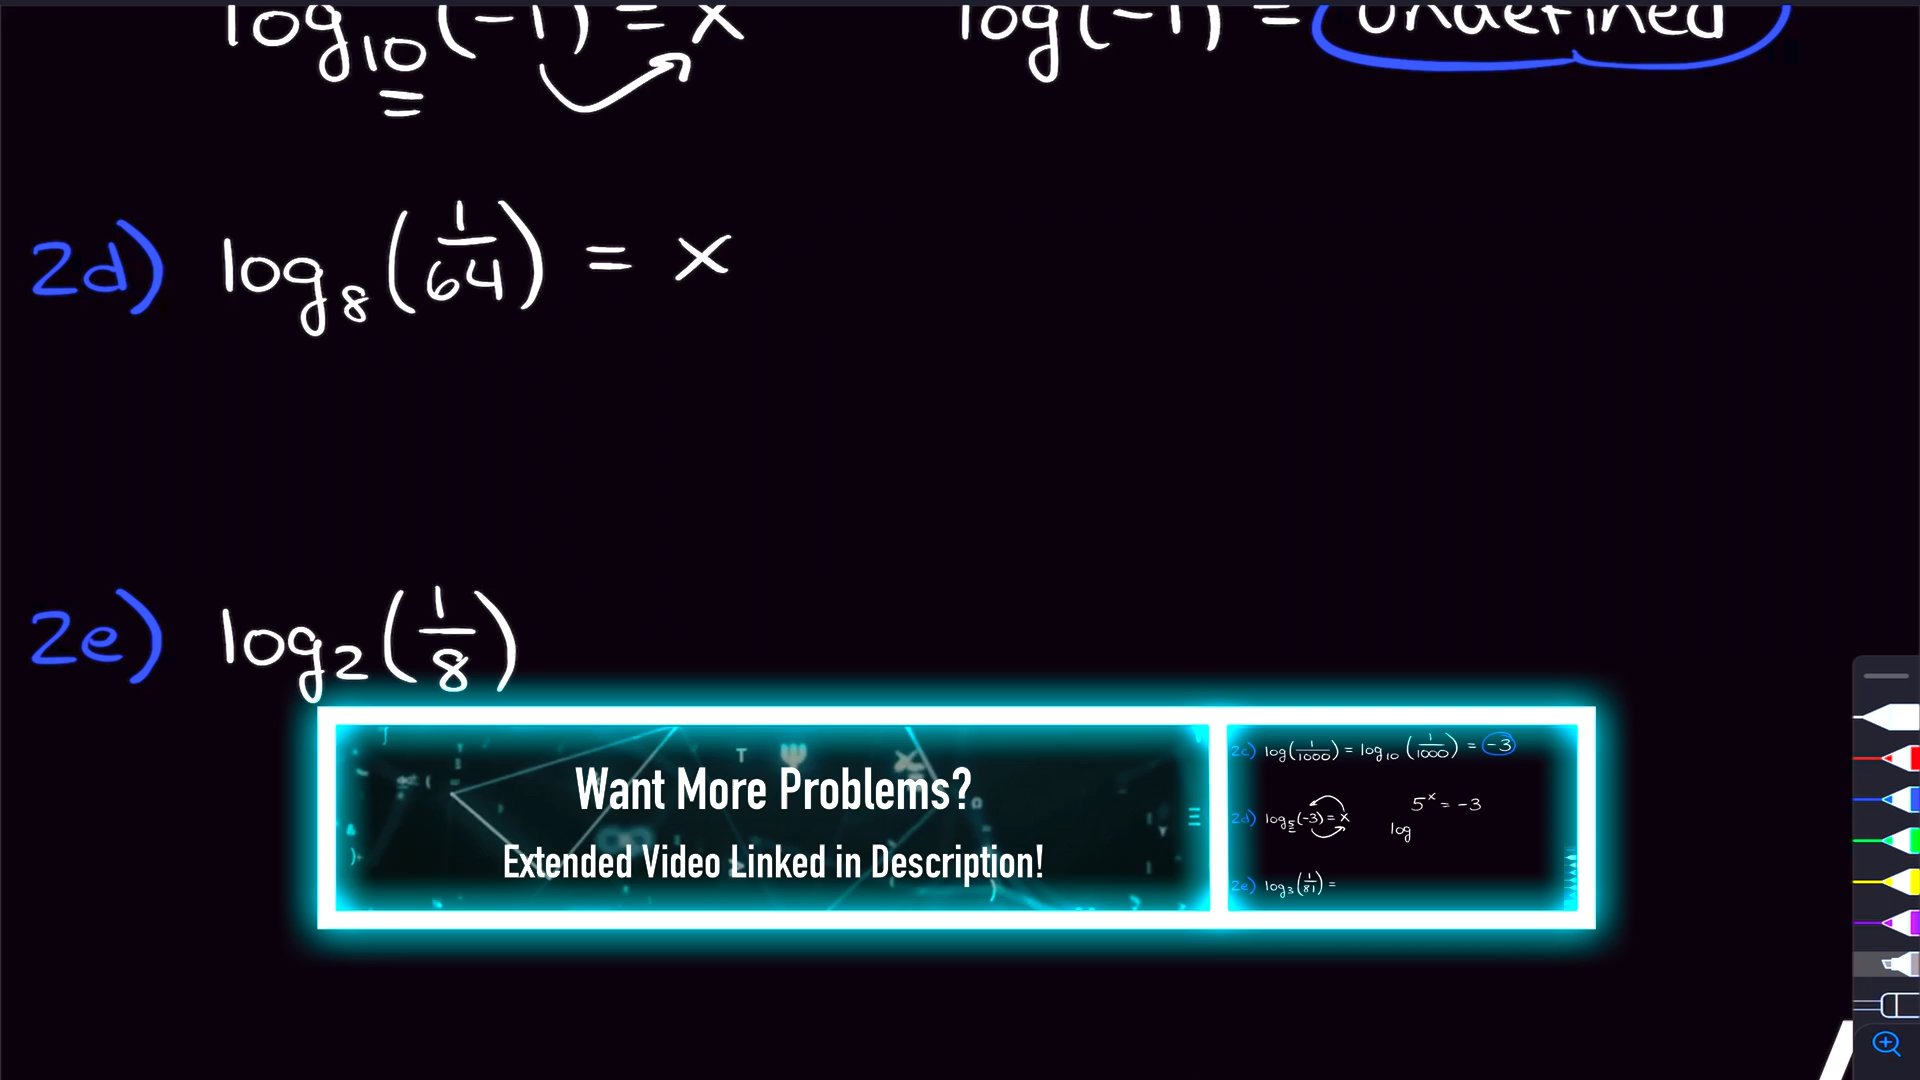 log₁₀(-1) = x    log(-1) = undefined
2d) log₈(1/64) = x
2e) log₂(1/8)
Want More Problems?
Extended Video Linked in Description!
2c) log(1/1000) = log₁₀(1/1000) = -3
5ˣ = -3
2d) log₅(-3) = x    log
2e) log₃(1/81) =